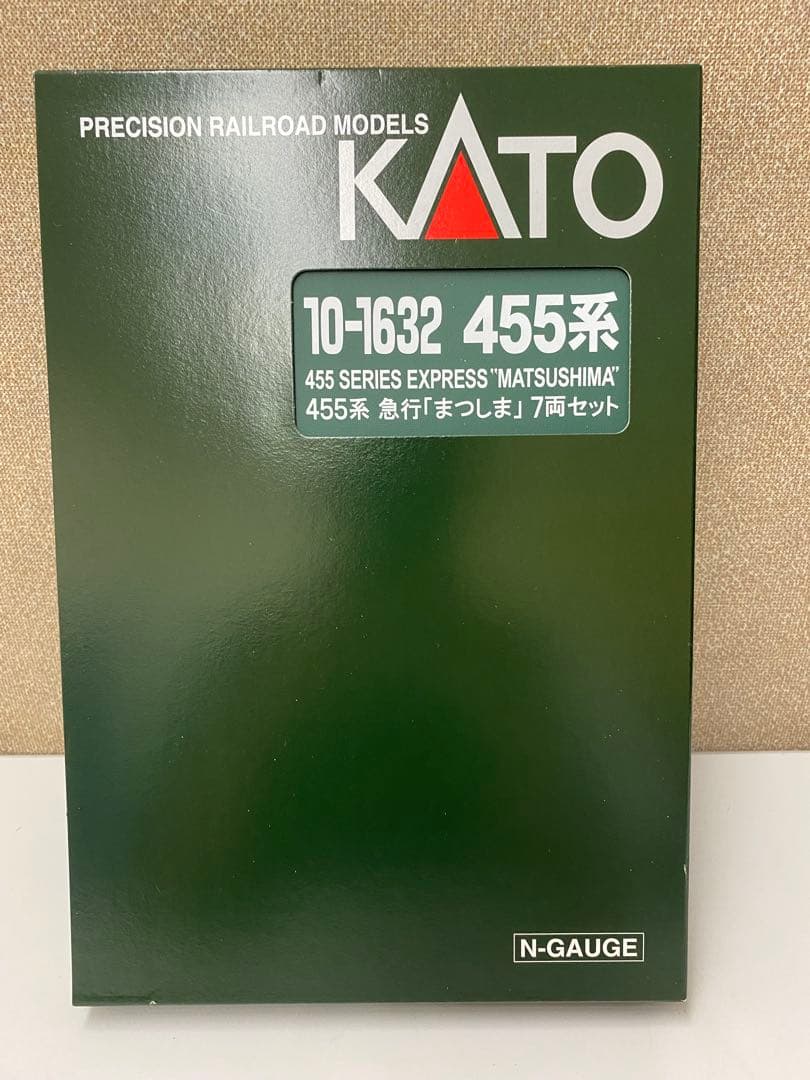 PRECISION RAILROAD MODELS
KATO
10-1632 455系
455 SERIES EXPRESS "MATSUSHIMA"
455系 急行「まつしま」 7両セット
N-GAUGE